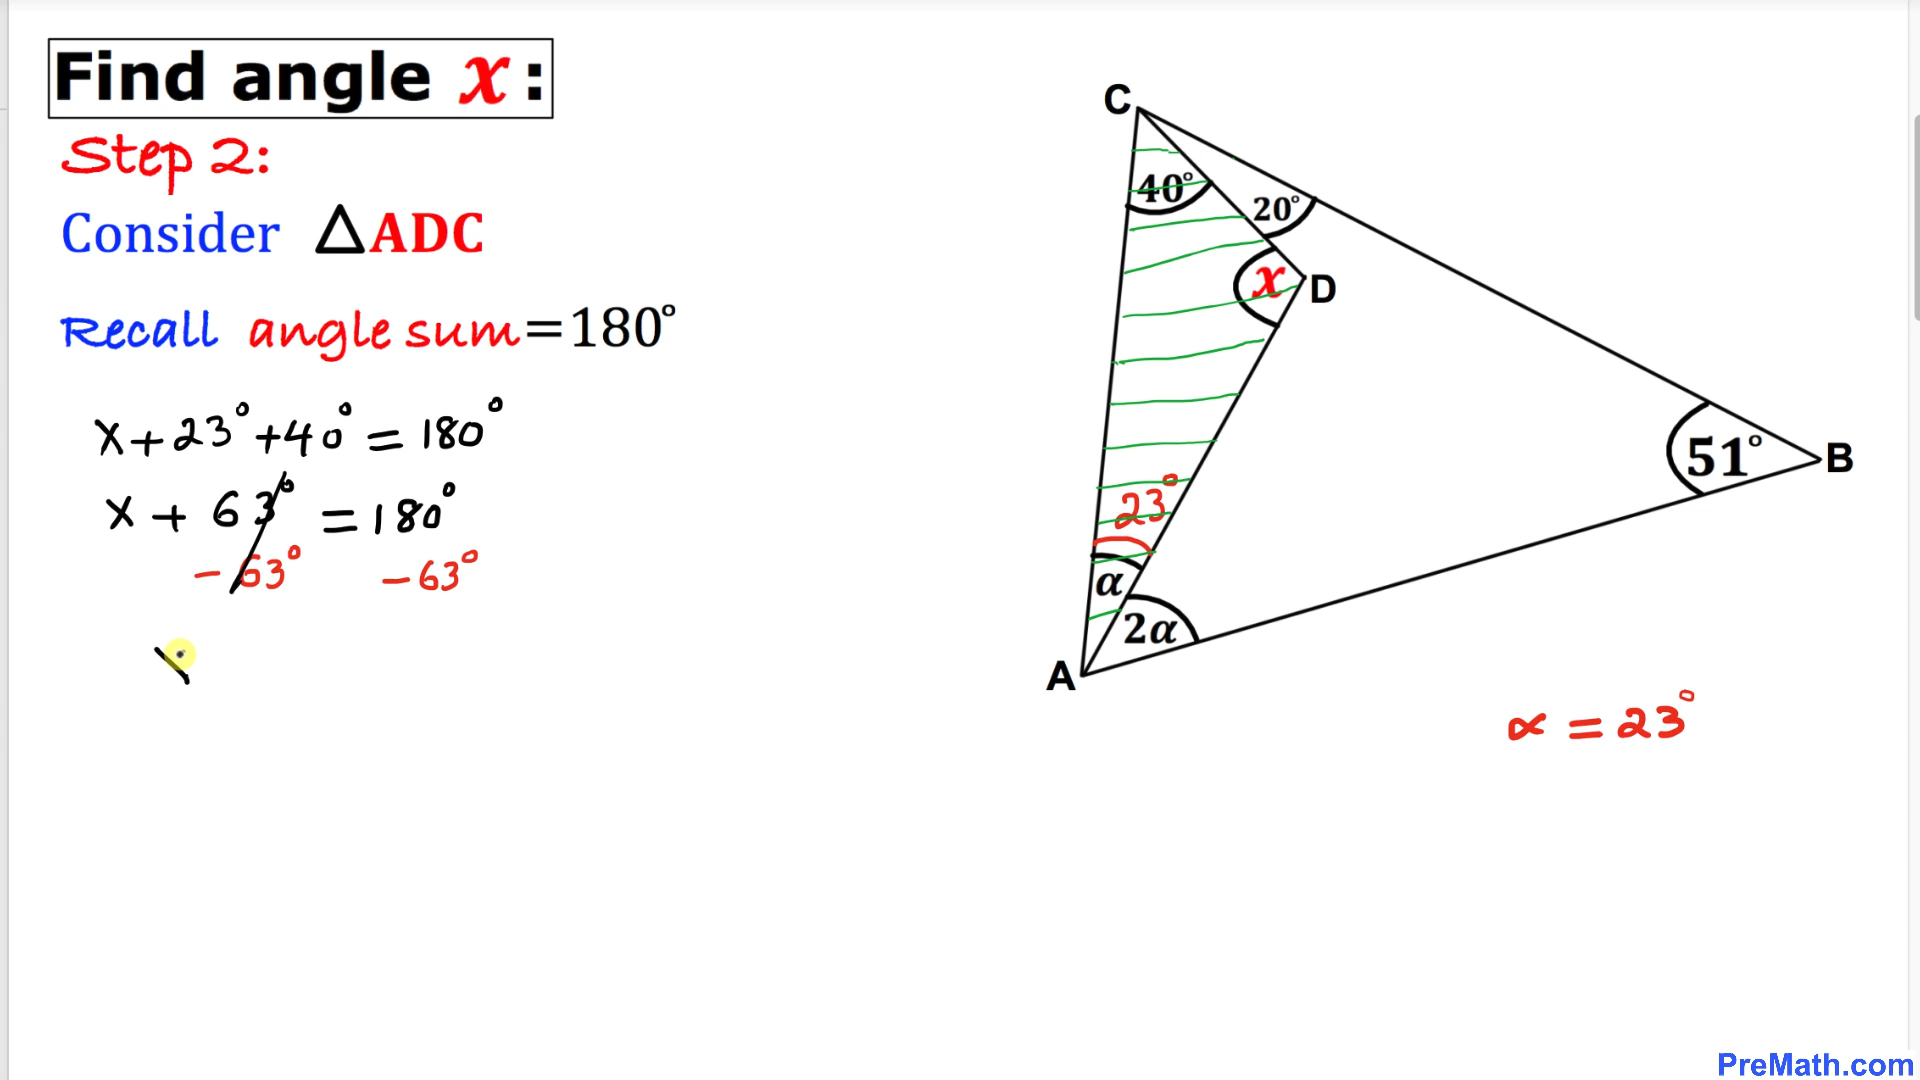 Find angle x:
Step 2:
Consider △ADC
Recall angle sum=180°
x+23°+40°=180°
x + 63° = 180°
-63° -63°
C
40°
20°
x
D
51°
B
23°
α
2α
A
α = 23°
PreMath.com